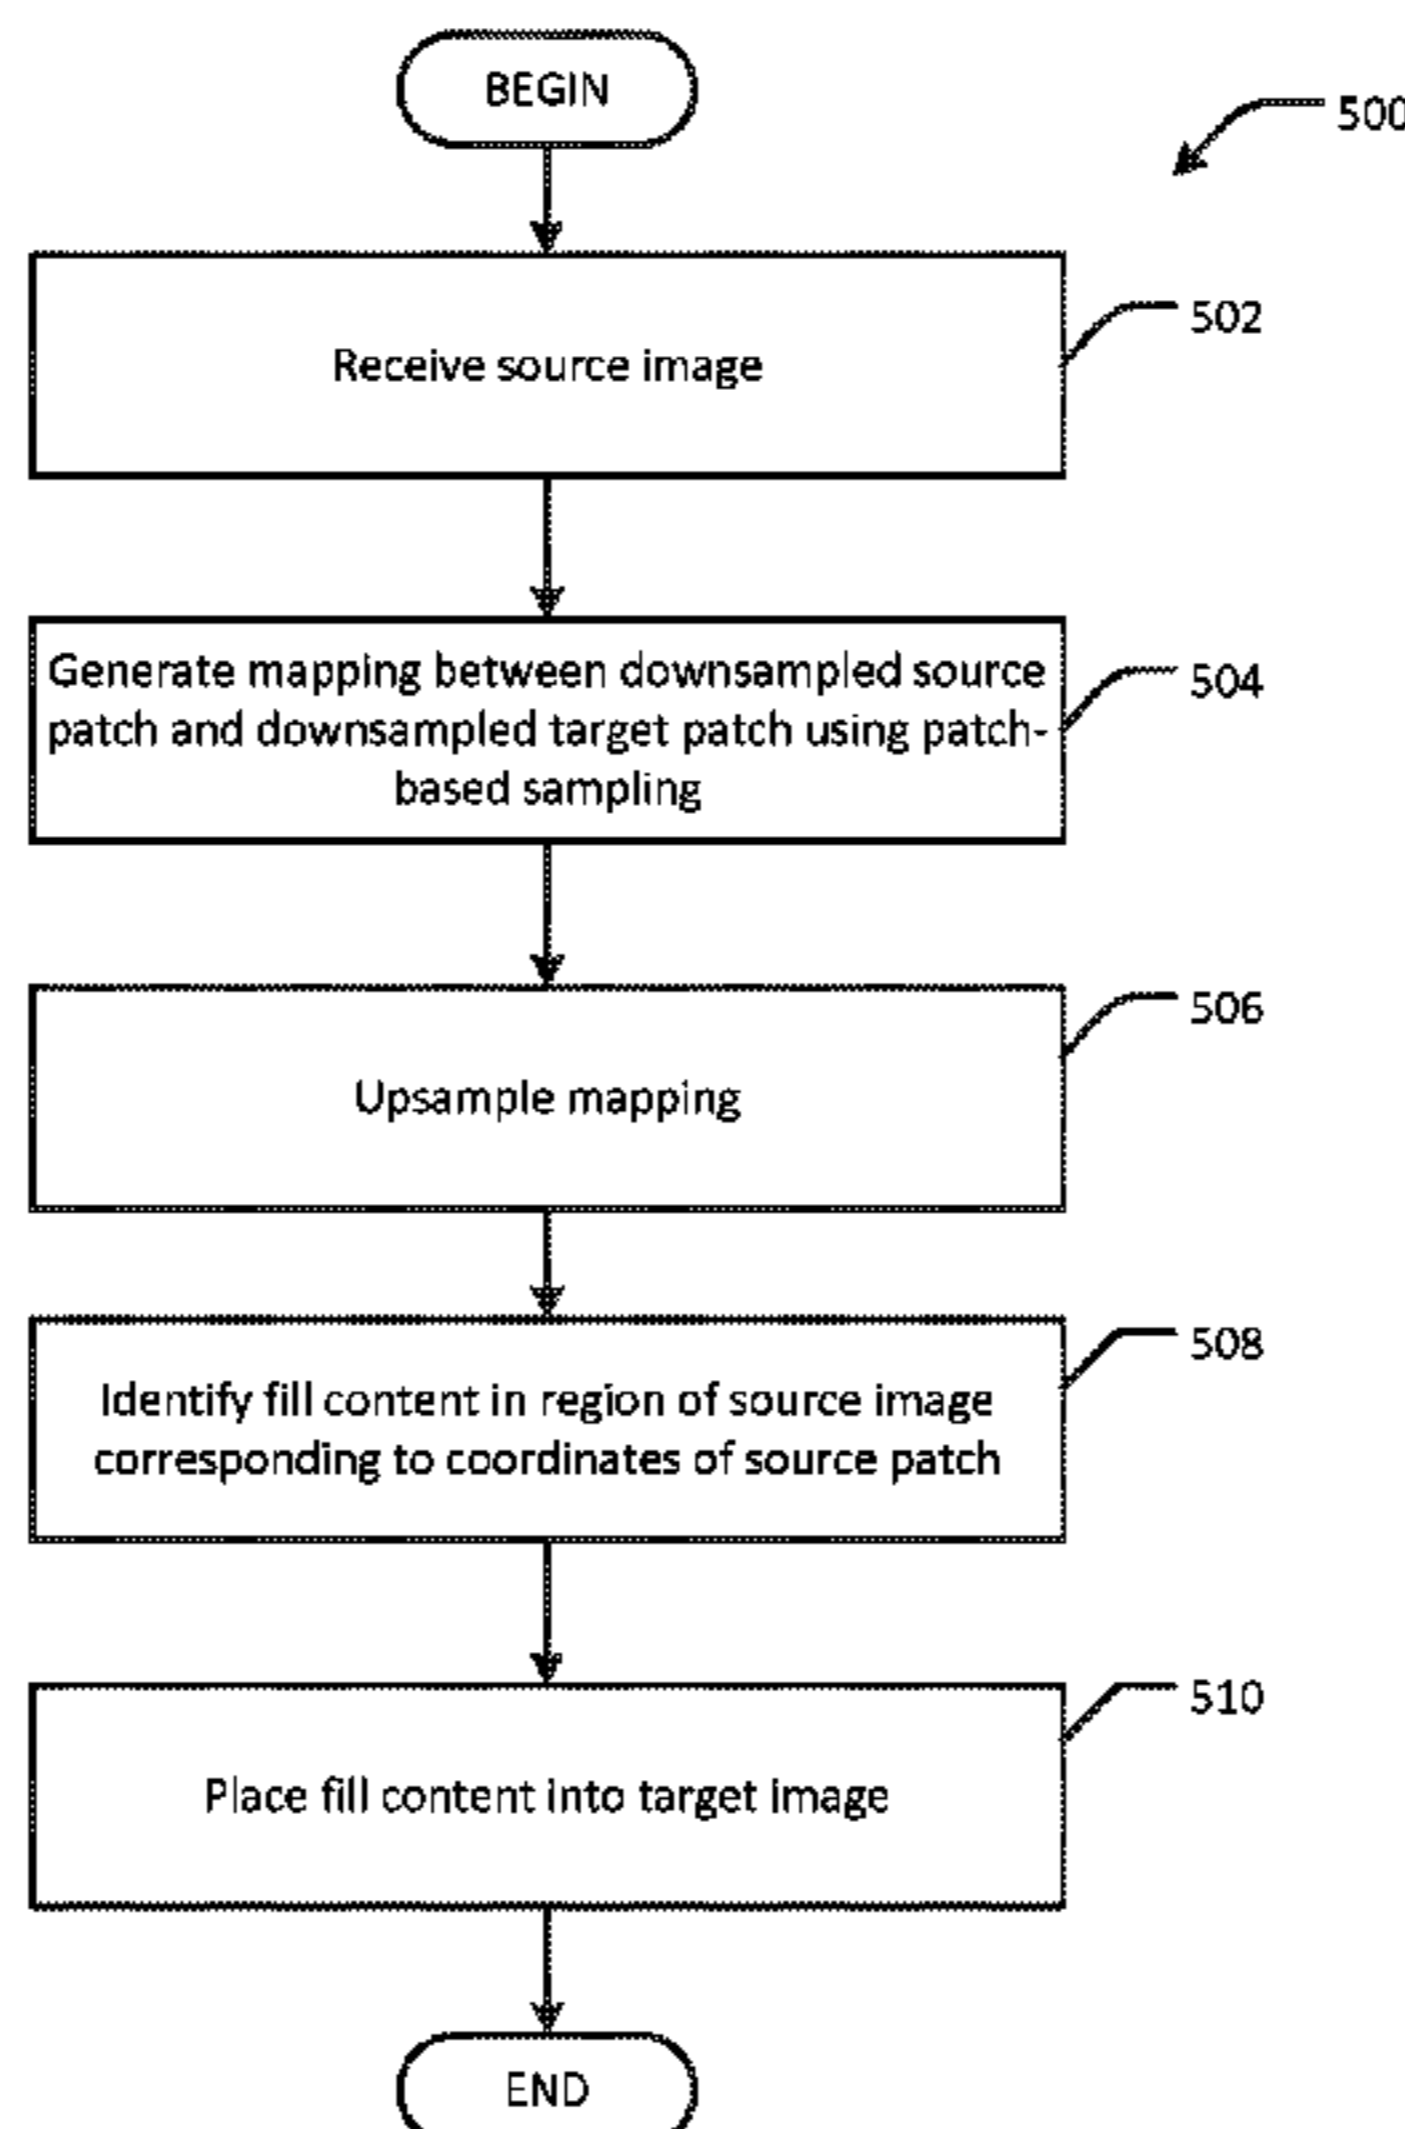 BEGIN
500
Receive source image
502
Generate mapping between downsampled source
patch and downsampled target patch using patch-
based sampling
504
Upsample mapping
506
Identify fill content in region of source image
corresponding to coordinates of source patch
508
Place fill content into target image
510
END